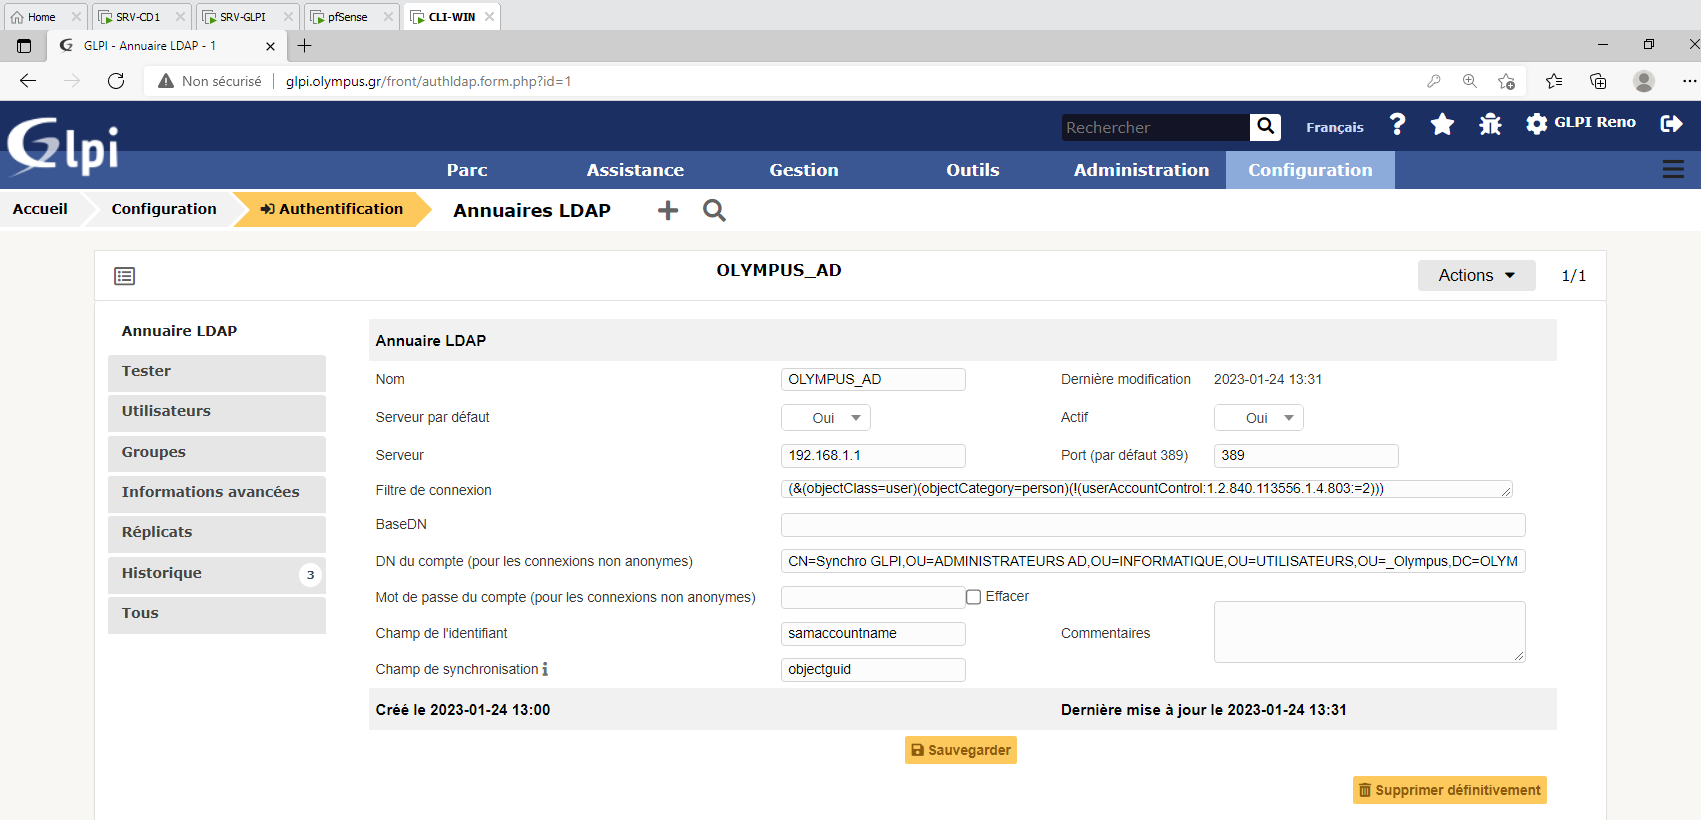 Home
SRV-CD1
SRV-GLPI
pfSense
CLI-WIN
GLPI - Annuaire LDAP - 1
Non sécurisé
glpi.olympus.gr/front/authldap.form.php?id=1
Glpi
Rechercher
Français
GLPI Reno
Parc
Assistance
Gestion
Outils
Administration
Configuration
Accueil
Configuration
Authentification
Annuaires LDAP
OLYMPUS_AD
Actions
1/1
Annuaire LDAP
Tester
Utilisateurs
Groupes
Informations avancées
Réplicats
Historique 3
Tous
Annuaire LDAP
Nom OLYMPUS_AD Dernière modification 2023-01-24 13:31
Serveur par défaut Oui Actif Oui
Serveur 192.168.1.1 Port (par défaut 389) 389
Filtre de connexion (&(objectClass=user)(objectCategory=person)(!(userAccountControl:1.2.840.113556.1.4.803:=2)))
BaseDN
DN du compte (pour les connexions non anonymes) CN=Synchro GLPI,OU=ADMINISTRATEURS AD,OU=INFORMATIQUE,OU=UTILISATEURS,OU=_Olympus,DC=OLYM
Mot de passe du compte (pour les connexions non anonymes) Effacer
Champ de l'identifiant samaccountname Commentaires
Champ de synchronisation objectguid
Créé le 2023-01-24 13:00 Dernière mise à jour le 2023-01-24 13:31
Sauvegarder
Supprimer définitivement